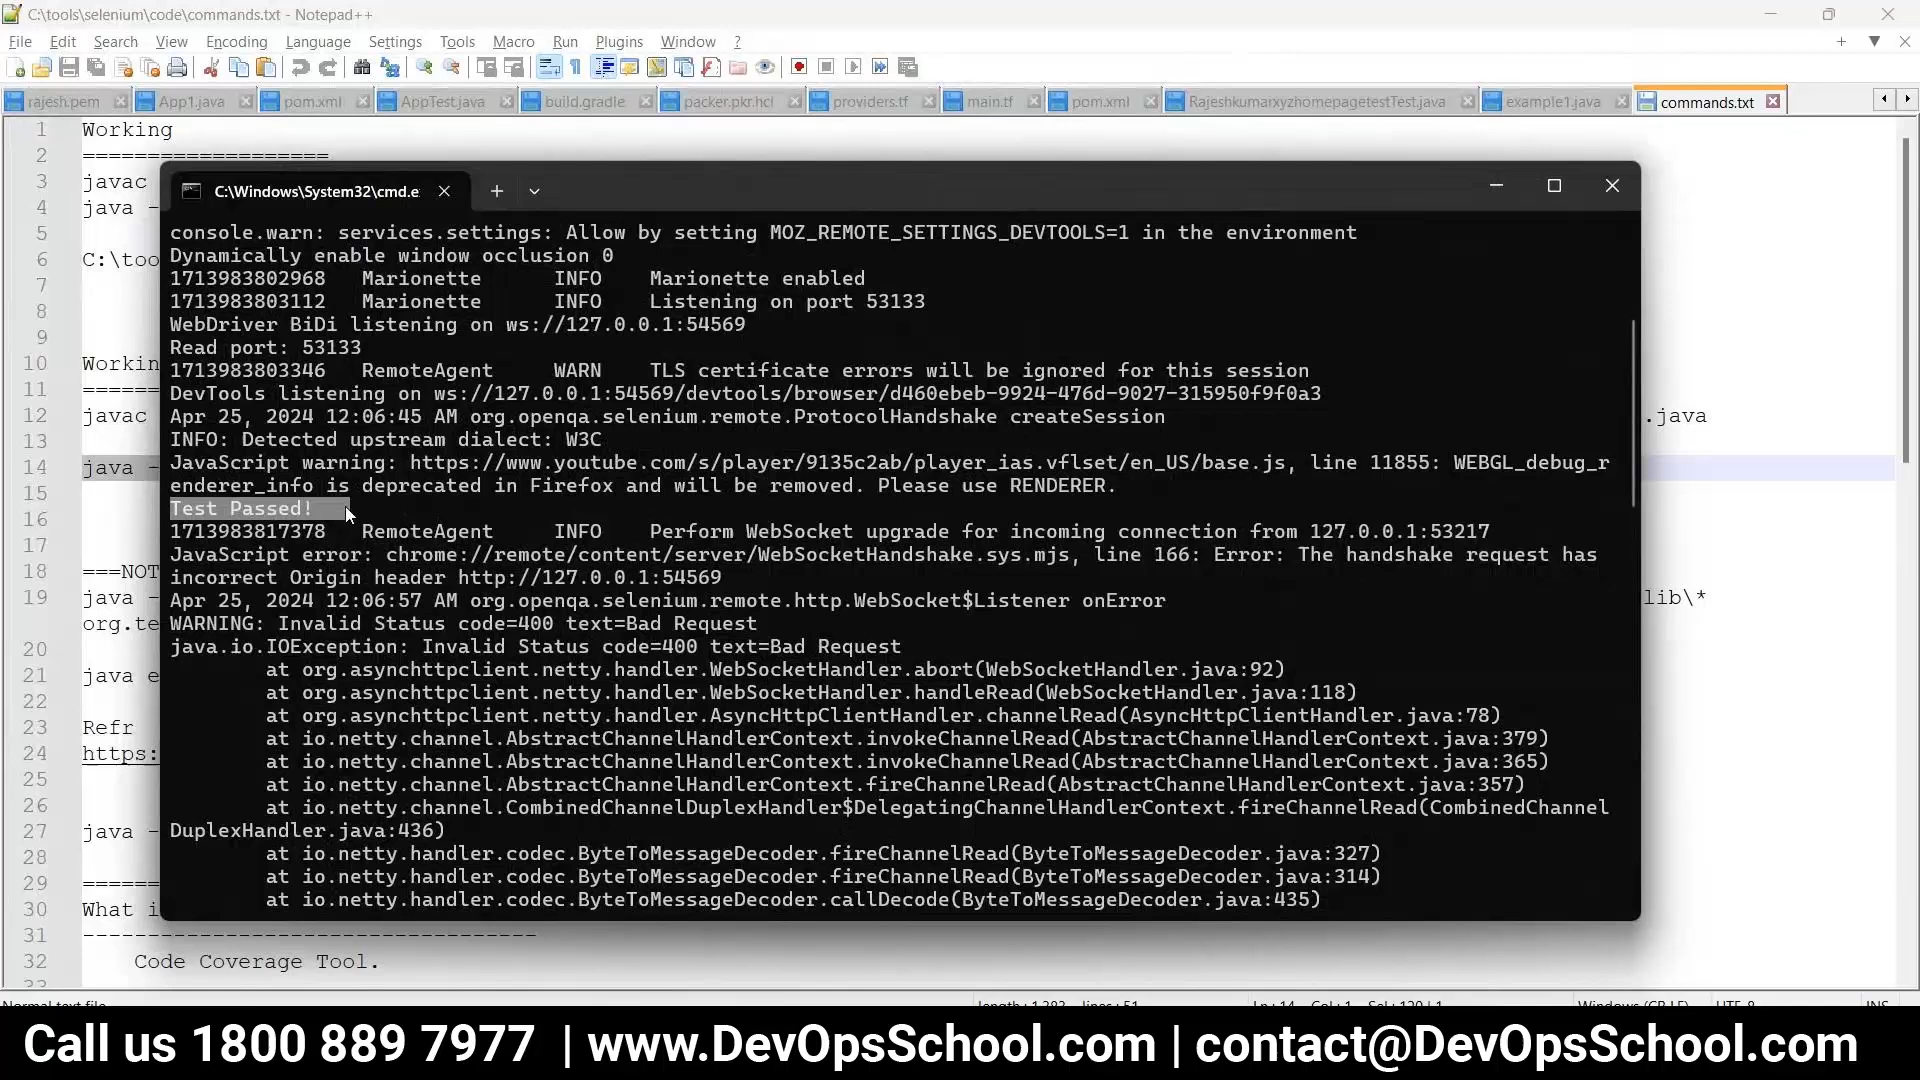 C:\tools\selenium\code\commands.txt - Notepad++
File Edit Search View Encoding Language Settings Tools Macro Run Plugins Window ?
rajesh.pem App1.java pom.xml AppTest.java build.gradle packer.pkr.hcl providers.tf main.tf pom.xml RajeshkumarxyzhomepagetestTest.java example1.java commands.txt
1 Working
2 ===================
3 javac
4 java -
5
6 C:\too
7
8
9
10 Workin
11 ======
12 javac .java
13
14 java -
15
16
17
18 ===NOT
19 java - lib\*
org.te
20
21 java e
22
23 Refr
24 https:
25
26
27 java -
28
29 ======
30 What i
31 -----------------------------------
32 Code Coverage Tool.
33
C:\Windows\System32\cmd.e
console.warn: services.settings: Allow by setting MOZ_REMOTE_SETTINGS_DEVTOOLS=1 in the environment
Dynamically enable window occlusion 0
1713983802968 Marionette INFO Marionette enabled
1713983803112 Marionette INFO Listening on port 53133
WebDriver BiDi listening on ws://127.0.0.1:54569
Read port: 53133
1713983803346 RemoteAgent WARN TLS certificate errors will be ignored for this session
DevTools listening on ws://127.0.0.1:54569/devtools/browser/d460ebeb-9924-476d-9027-315950f9f0a3
Apr 25, 2024 12:06:45 AM org.openqa.selenium.remote.ProtocolHandshake createSession
INFO: Detected upstream dialect: W3C
JavaScript warning: https://www.youtube.com/s/player/9135c2ab/player_ias.vflset/en_US/base.js, line 11855: WEBGL_debug_r
enderer_info is deprecated in Firefox and will be removed. Please use RENDERER.
Test Passed!
1713983817378 RemoteAgent INFO Perform WebSocket upgrade for incoming connection from 127.0.0.1:53217
JavaScript error: chrome://remote/content/server/WebSocketHandshake.sys.mjs, line 166: Error: The handshake request has
incorrect Origin header http://127.0.0.1:54569
Apr 25, 2024 12:06:57 AM org.openqa.selenium.remote.http.WebSocket$Listener onError
WARNING: Invalid Status code=400 text=Bad Request
java.io.IOException: Invalid Status code=400 text=Bad Request
at org.asynchttpclient.netty.handler.WebSocketHandler.abort(WebSocketHandler.java:92)
at org.asynchttpclient.netty.handler.WebSocketHandler.handleRead(WebSocketHandler.java:118)
at org.asynchttpclient.netty.handler.AsyncHttpClientHandler.channelRead(AsyncHttpClientHandler.java:78)
at io.netty.channel.AbstractChannelHandlerContext.invokeChannelRead(AbstractChannelHandlerContext.java:379)
at io.netty.channel.AbstractChannelHandlerContext.invokeChannelRead(AbstractChannelHandlerContext.java:365)
at io.netty.channel.AbstractChannelHandlerContext.fireChannelRead(AbstractChannelHandlerContext.java:357)
at io.netty.channel.CombinedChannelDuplexHandler$DelegatingChannelHandlerContext.fireChannelRead(CombinedChannel
DuplexHandler.java:436)
at io.netty.handler.codec.ByteToMessageDecoder.fireChannelRead(ByteToMessageDecoder.java:327)
at io.netty.handler.codec.ByteToMessageDecoder.fireChannelRead(ByteToMessageDecoder.java:314)
at io.netty.handler.codec.ByteToMessageDecoder.callDecode(ByteToMessageDecoder.java:435)
Call us 1800 889 7977 | www.DevOpsSchool.com | contact@DevOpsSchool.com